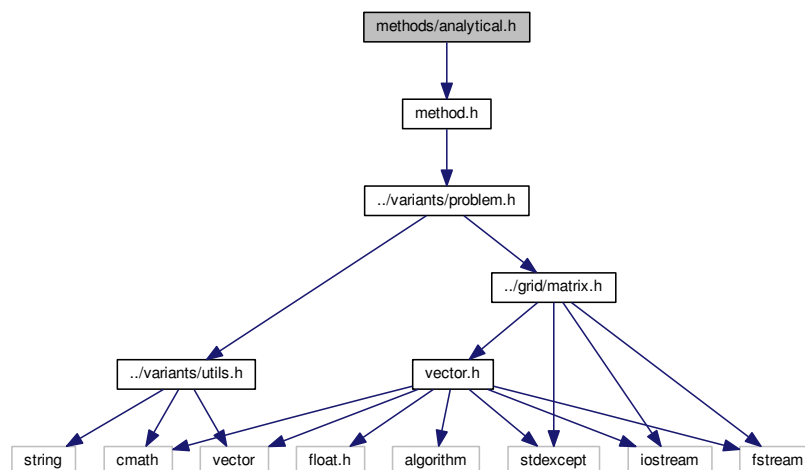 methods/analytical.h
method.h
../variants/problem.h
../grid/matrix.h
../variants/utils.h
vector.h
string
cmath
vector
float.h
algorithm
stdexcept
iostream
fstream